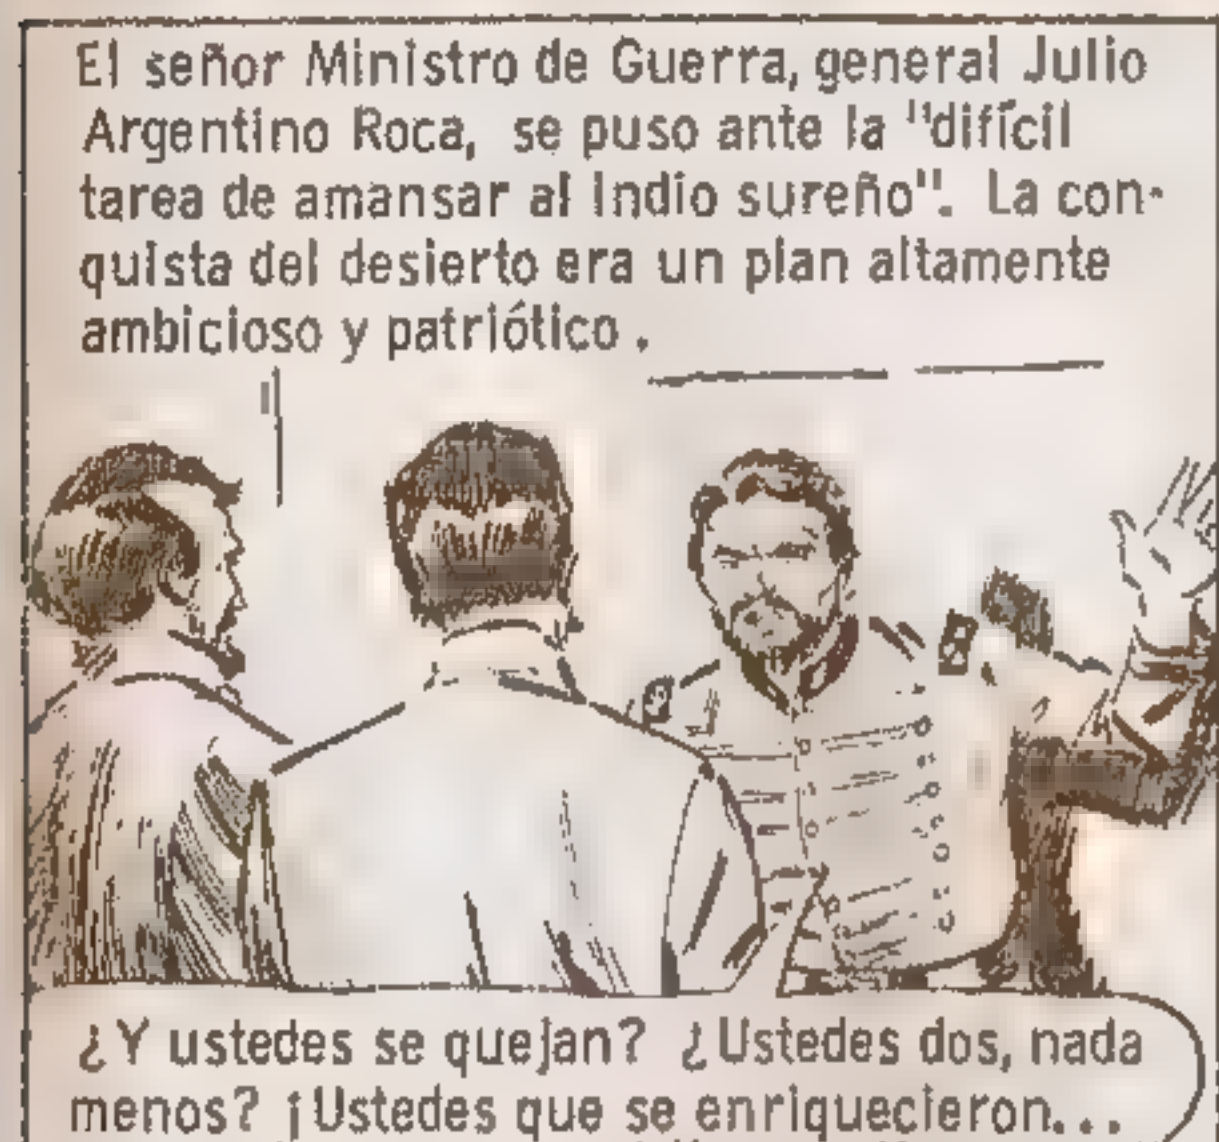 El señor Ministro de Guerra, general Julio
Argentino Roca, se puso ante la "difícil
tarea de amansar al indio sureño". La con-
quista del desierto era un plan altamente
ambicioso y patriótico.
¿Y ustedes se quejan? ¿Ustedes dos, nada
menos? ¡Ustedes que se enriquecieron...